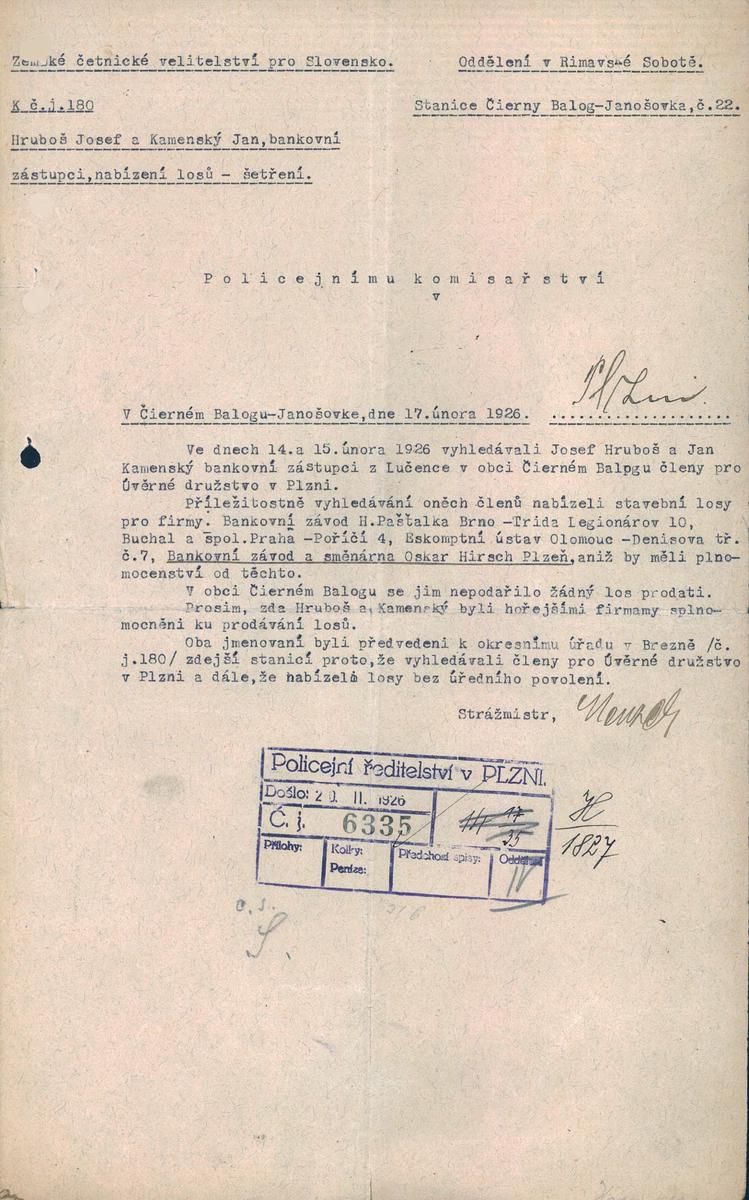 Zemské četnické velitelství pro Slovensko.
Oddělení v Rimavské Sobotě.
K č.j.180
Stanice Čierny Balog-Janošovka,č.22.
Hruboš Josef a Kamenský Jan,bankovní
zástupci,nabízení losů - šetření.
Policejnímu komisařství
v
Plzni.
V Čierném Balogu-Janošovke,dne 17.února 1926.
Ve dnech 14.a 15.února 1926 vyhledávali Josef Hruboš a Jan
Kamenský bankovní zástupci z Lučence v obci Čierném Balpgu členy pro
Úvěrné družstvo v Plzni.
Příležitostně vyhledávání oněch členů nabízeli stavební losy
pro firmy: Bankovní závod H.Pašťalka Brno -Trida Legionárov 10,
Buchal a spol.Praha -Poříčí 4, Eskomptní ústav Olomouc -Denisova tř.
č.7, Bankovní závod a směnárna Oskar Hirsch Plzeň,aniž by měli plno-
mocenství od těchto.
V obci Čierném Balogu se jim nepodařilo žádný los prodati.
Prosím, zda Hruboš a Kamenský byli hořejšími firmamy splno-
mocněni ku prodávání losů.
Oba jmenovaní byli předvedeni k okresnímu úřadu v Brezně /č.
j.180/ zdejší stanicí proto,že vyhledávali členy pro Úvěrné družstvo
v Plzni a dále,že nabízeli losy bez úředního povolení.
Strážmistr,
Policejní ředitelství v PLZNI.
Došlo: 20. II. 1926
Č. j. 6335
17
35
H
1827
Přílohy:
Kolky:
Peníze:
Předchozí spisy:
Oddělení
IV